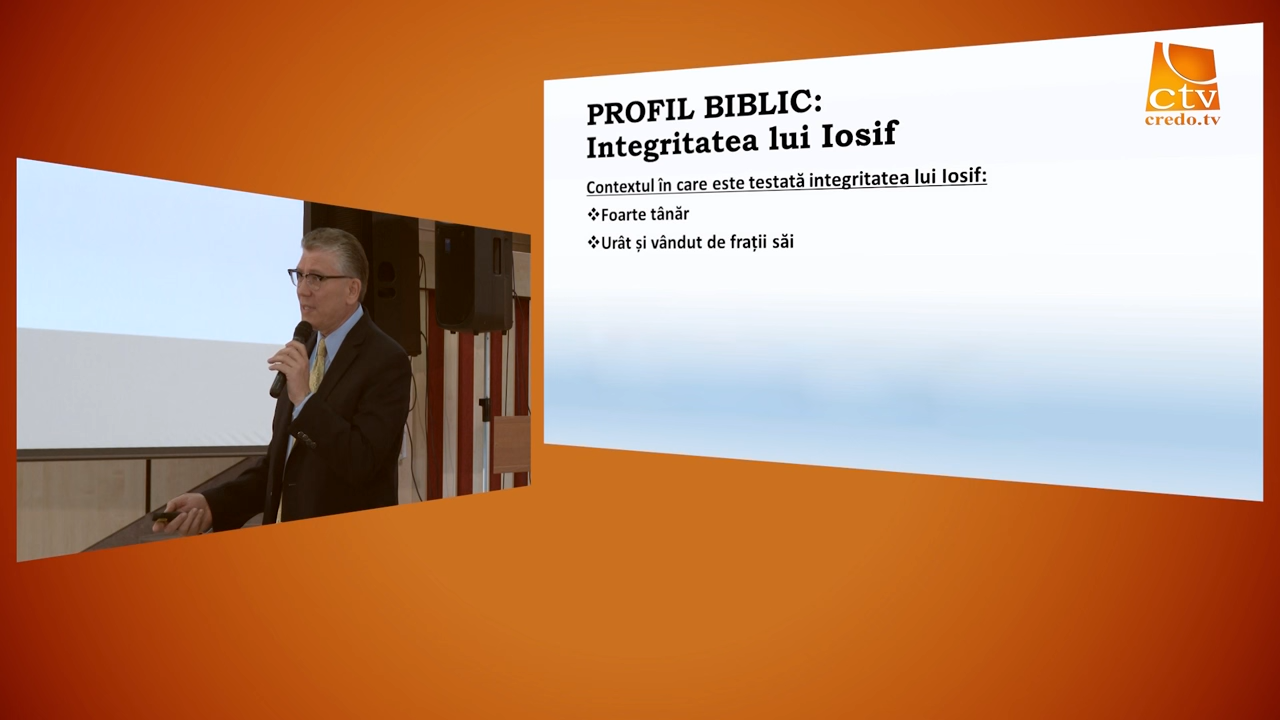 PROFIL BIBLIC:
Integritatea lui Iosif
Contextul în care este testată integritatea lui Iosif:
❖Foarte tânăr
❖Urât și vândut de frații săi
ctv
credo.tv